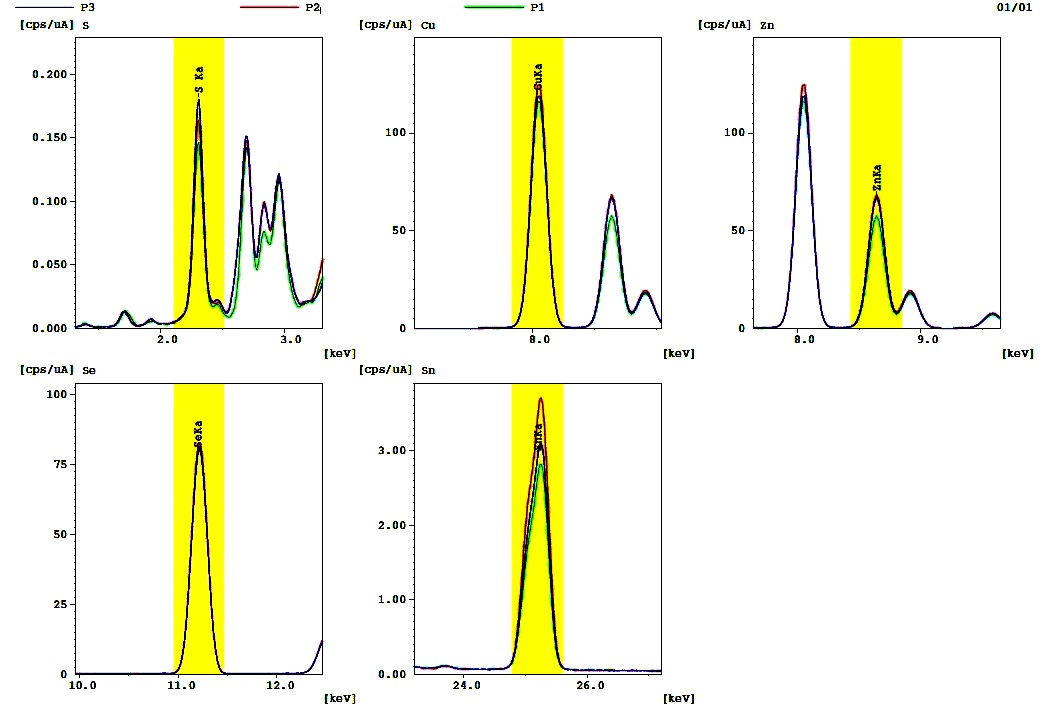 P3 P2 P1 01/01
[cps/uA] S [cps/uA] Cu [cps/uA] Zn
S Ka CuKa ZnKa
0.200
0.150 100 100
0.100
50 50
0.050
0.000 0 0
2.0 3.0 8.0 8.0 9.0
[keV] [keV] [keV]
[cps/uA] Se [cps/uA] Sn
SeKa SnKa
100
75 3.00
50 2.00
25 1.00
0 0.00
10.0 11.0 12.0 24.0 26.0
[keV] [keV]